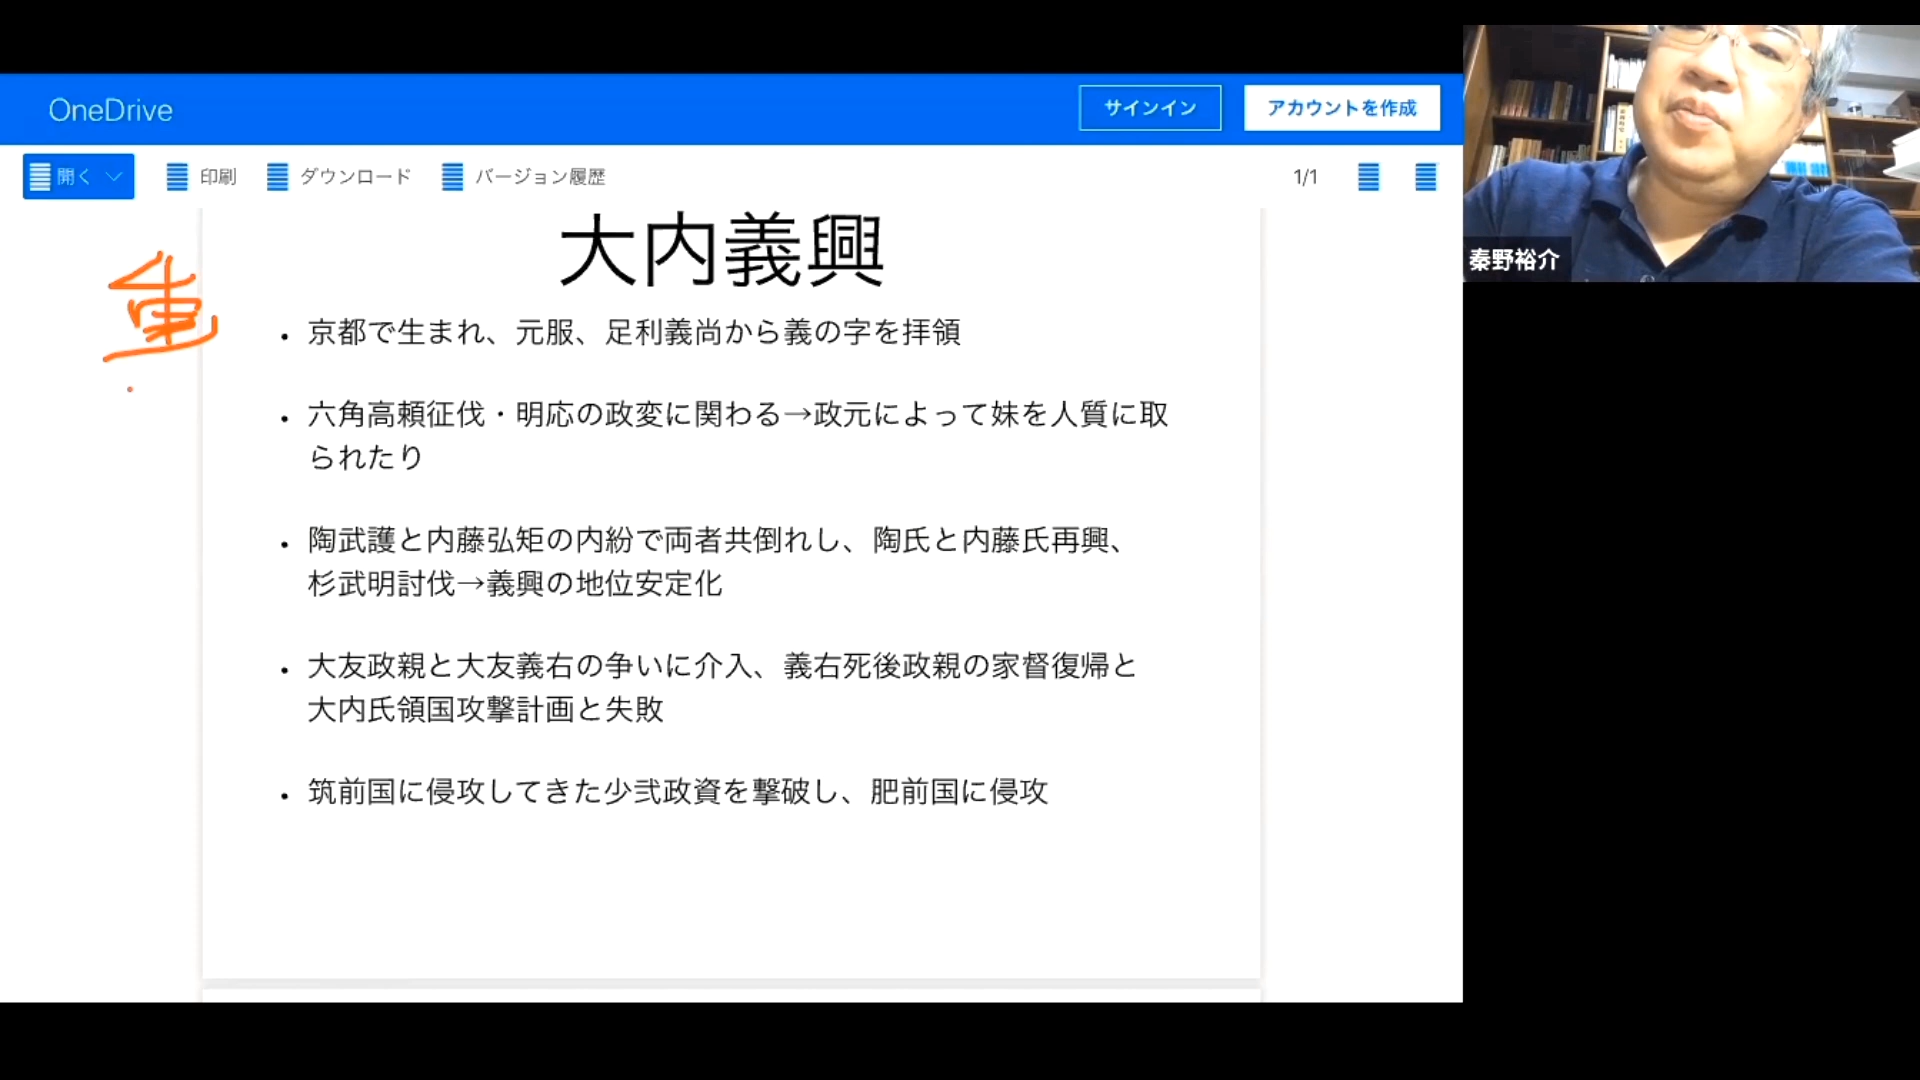 OneDrive
サインイン
アカウントを作成
開く
印刷
ダウンロード
バージョン履歴
1/1
大内義興
重
• 京都で生まれ、元服、足利義尚から義の字を拝領
• 六角高頼征伐・明応の政変に関わる→政元によって妹を人質に取
られたり
• 陶武護と内藤弘矩の内紛で両者共倒れし、陶氏と内藤氏再興、
杉武明討伐→義興の地位安定化
• 大友政親と大友義右の争いに介入、義右死後政親の家督復帰と
大内氏領国攻撃計画と失敗
• 筑前国に侵攻してきた少弐政資を撃破し、肥前国に侵攻
秦野裕介